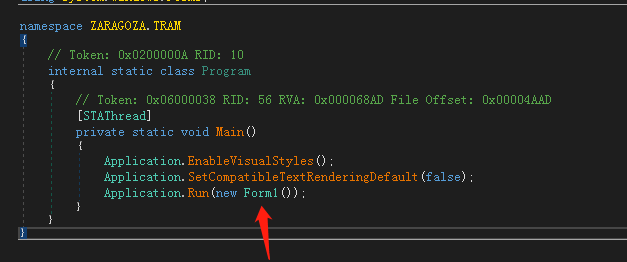 namespace ZARAGOZA.TRAM
{
// Token: 0x0200000A RID: 10
internal static class Program
{
// Token: 0x06000038 RID: 56 RVA: 0x000068AD File Offset: 0x00004AAD
[STAThread]
private static void Main()
{
Application.EnableVisualStyles();
Application.SetCompatibleTextRenderingDefault(false);
Application.Run(new Form1());
}
}
}